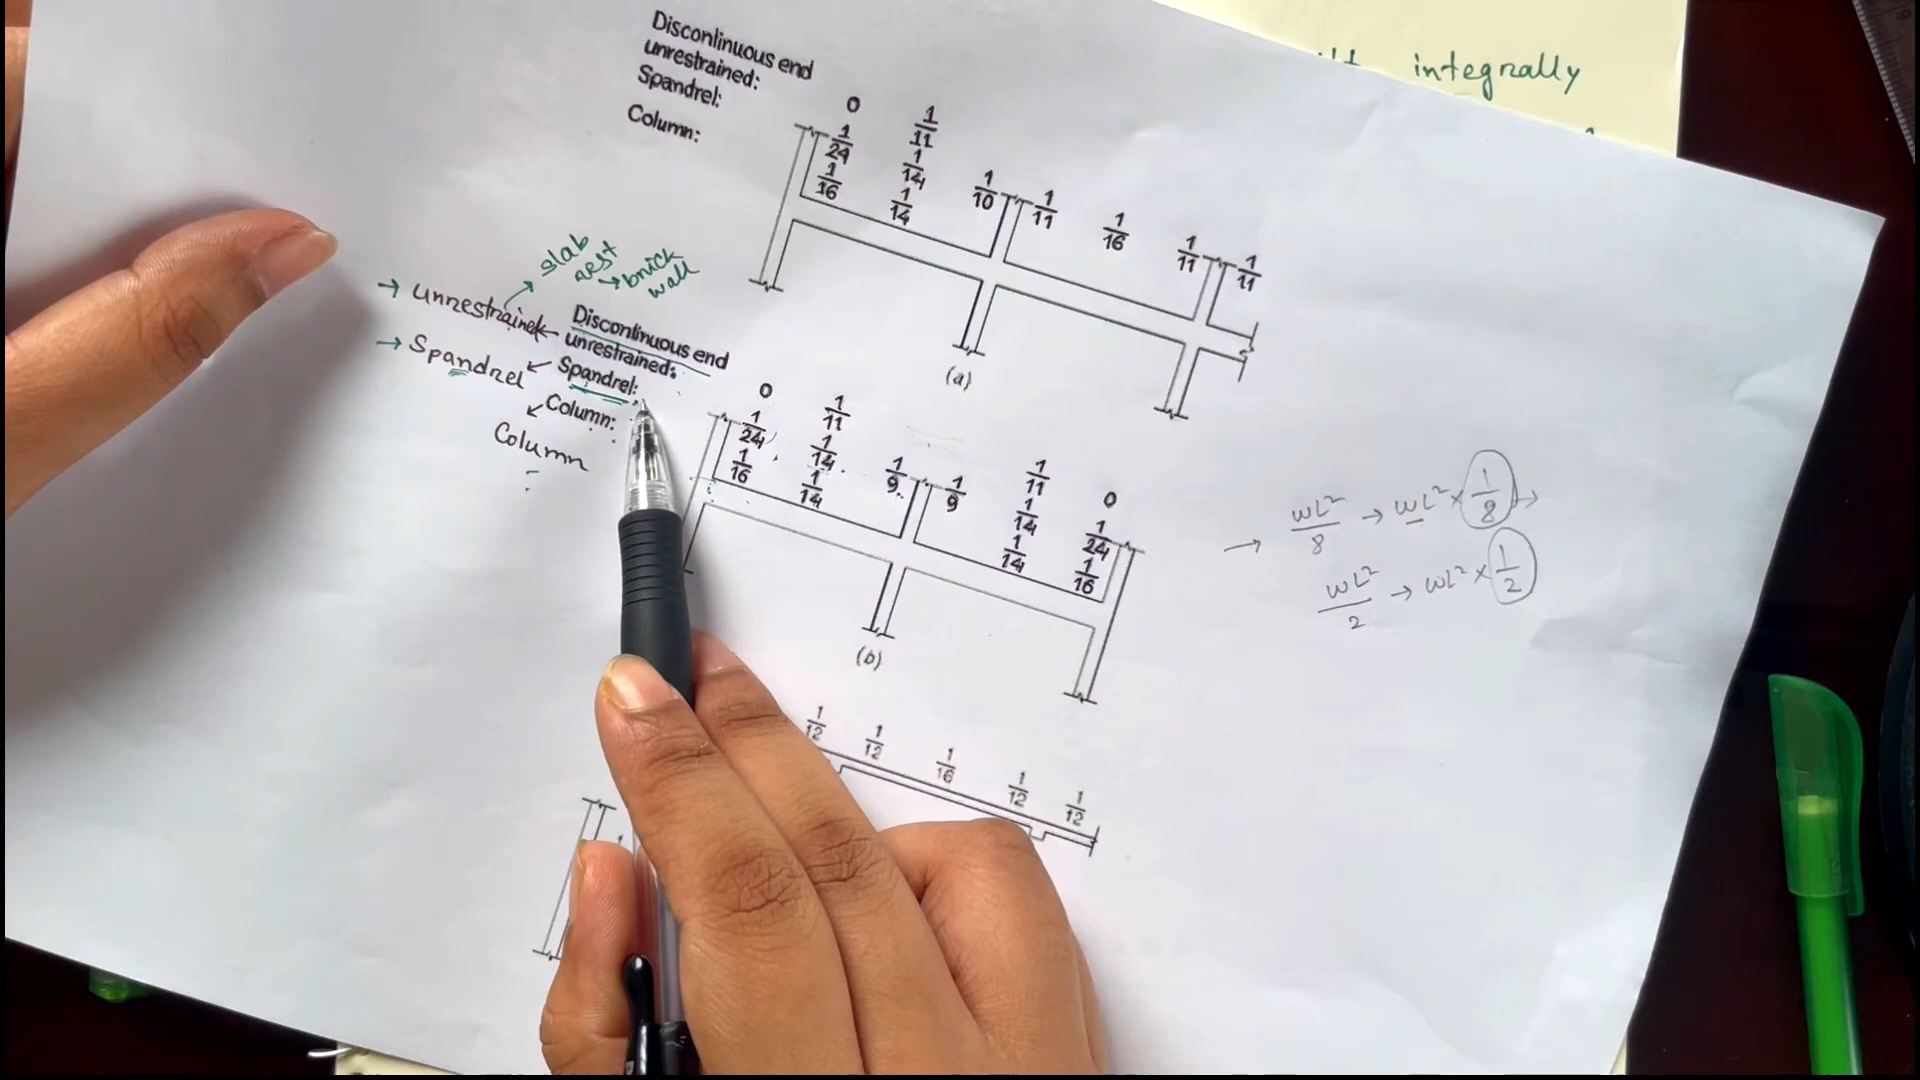 integrally
Disconlinuous end
unrestrained:
Spandrel:
Column:
0
1/24
1/16
1/11
1/14
1/14
1/10
1/11
1/16
1/11
1/11
(a)
→ unrestrained
→ slab
rest
→ brick
wall
→ Spandrel
Column
Discontinuous end
unrestrained:
Spandrel:
Column:
0
1/24
1/16
1/11
1/14
1/14
1/9
1/9
1/11
1/14
1/14
0
1/24
1/16
(b)
→ wL²/8 → wL² × 1/8 →
wL²/2 → wL² × 1/2
1/12
1/12
1/16
1/12
1/12